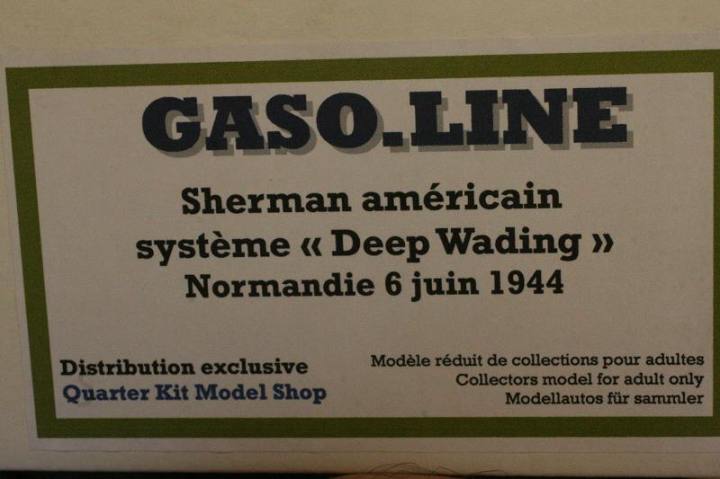 GASO.LINE
Sherman américain
système « Deep Wading »
Normandie 6 juin 1944
Distribution exclusive
Quarter Kit Model Shop
Modèle réduit de collections pour adultes
Collectors model for adult only
Modellautos für sammler